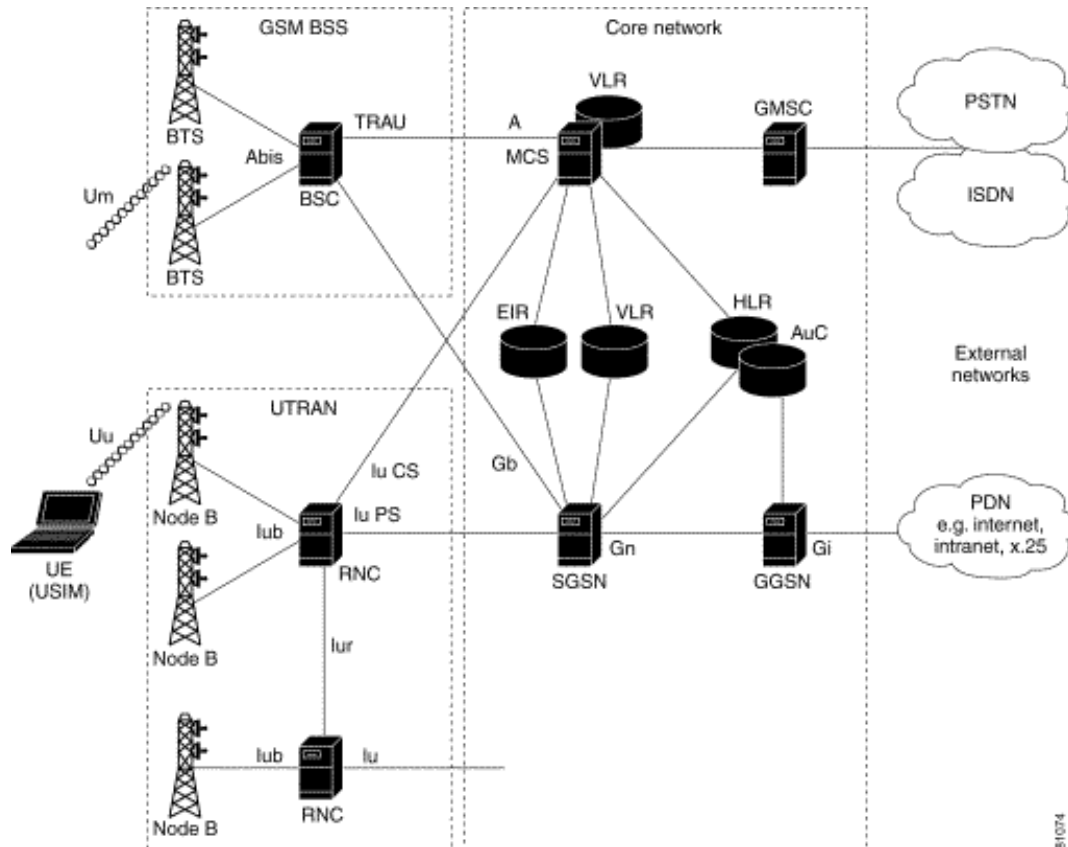 GSM BSS
Core network
VLR
GMSC
PSTN
TRAU
A
BTS
Abis
MCS
BSC
Um
ISDN
BTS
EIR
VLR
HLR
AuC
External
networks
UTRAN
Uu
Iu CS
Gb
Iu PS
Node B
Iub
Gn
Gi
PDN
e.g. internet,
intranet, x.25
UE
(USIM)
RNC
SGSN
GGSN
Node B
Iur
Iub
Iu
RNC
Node B
81074